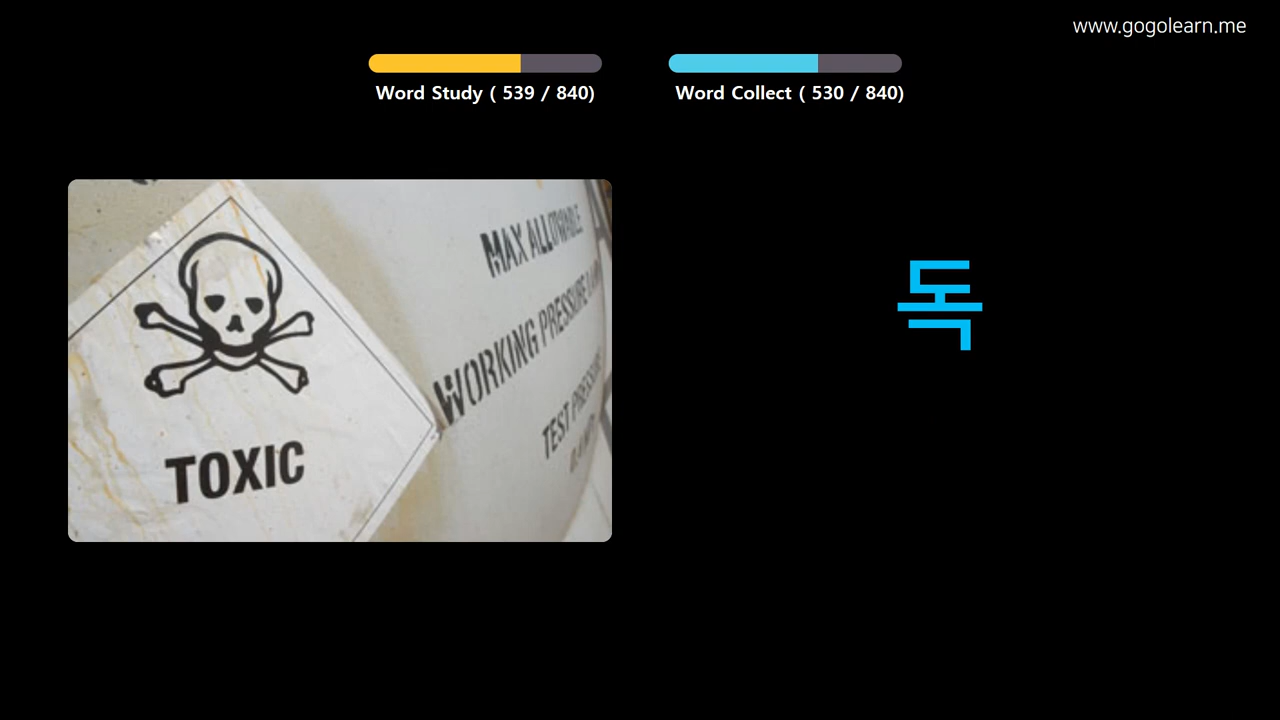 www.gogolearn.me
Word Study ( 539 / 840)
Word Collect ( 530 / 840)
MAX ALLOWABLE
WORKING PRESSURE
TEST PRESSURE
TOXIC
독